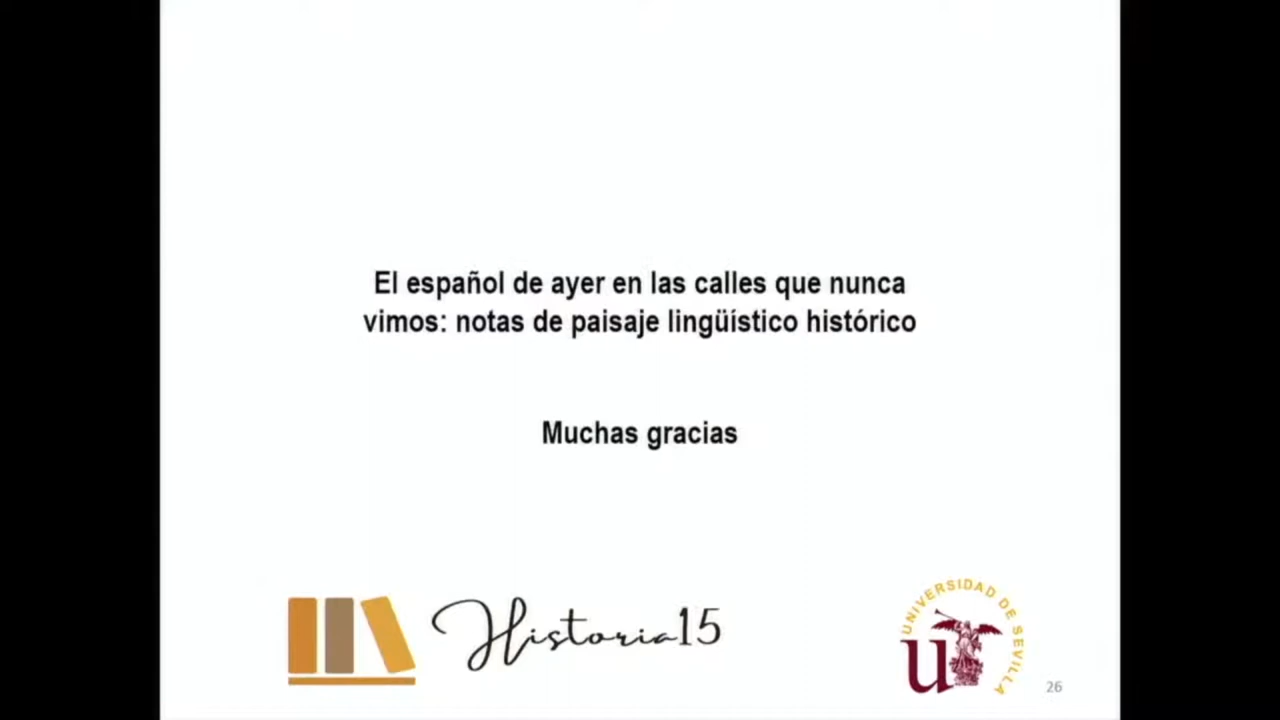 El español de ayer en las calles que nunca
vimos: notas de paisaje lingüístico histórico
Muchas gracias
Historia15
UNIVERSIDAD DE SEVILLA
u
26